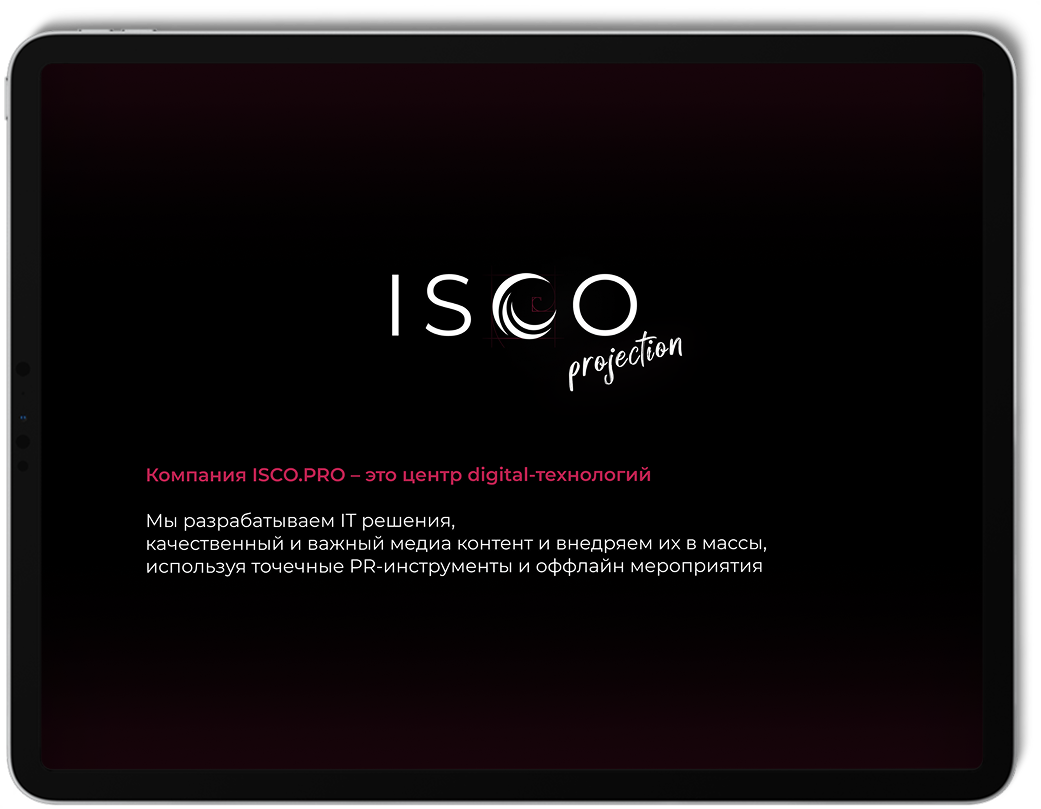 ISCO
projection
Компания ISCO.PRO – это центр digital-технологий
Мы разрабатываем IT решения,
качественный и важный медиа контент и внедряем их в массы,
используя точечные PR-инструменты и оффлайн мероприятия